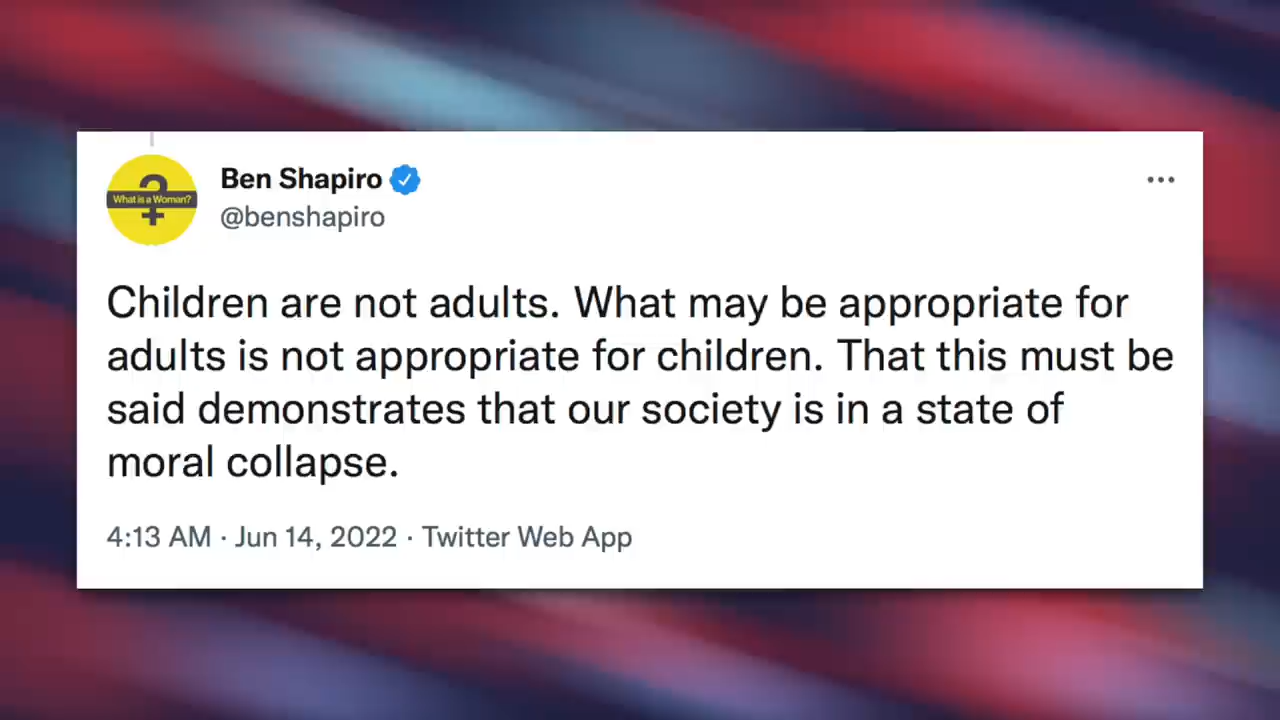 What is a Woman?
Ben Shapiro
@benshapiro
Children are not adults. What may be appropriate for
adults is not appropriate for children. That this must be
said demonstrates that our society is in a state of
moral collapse.
4:13 AM · Jun 14, 2022 · Twitter Web App